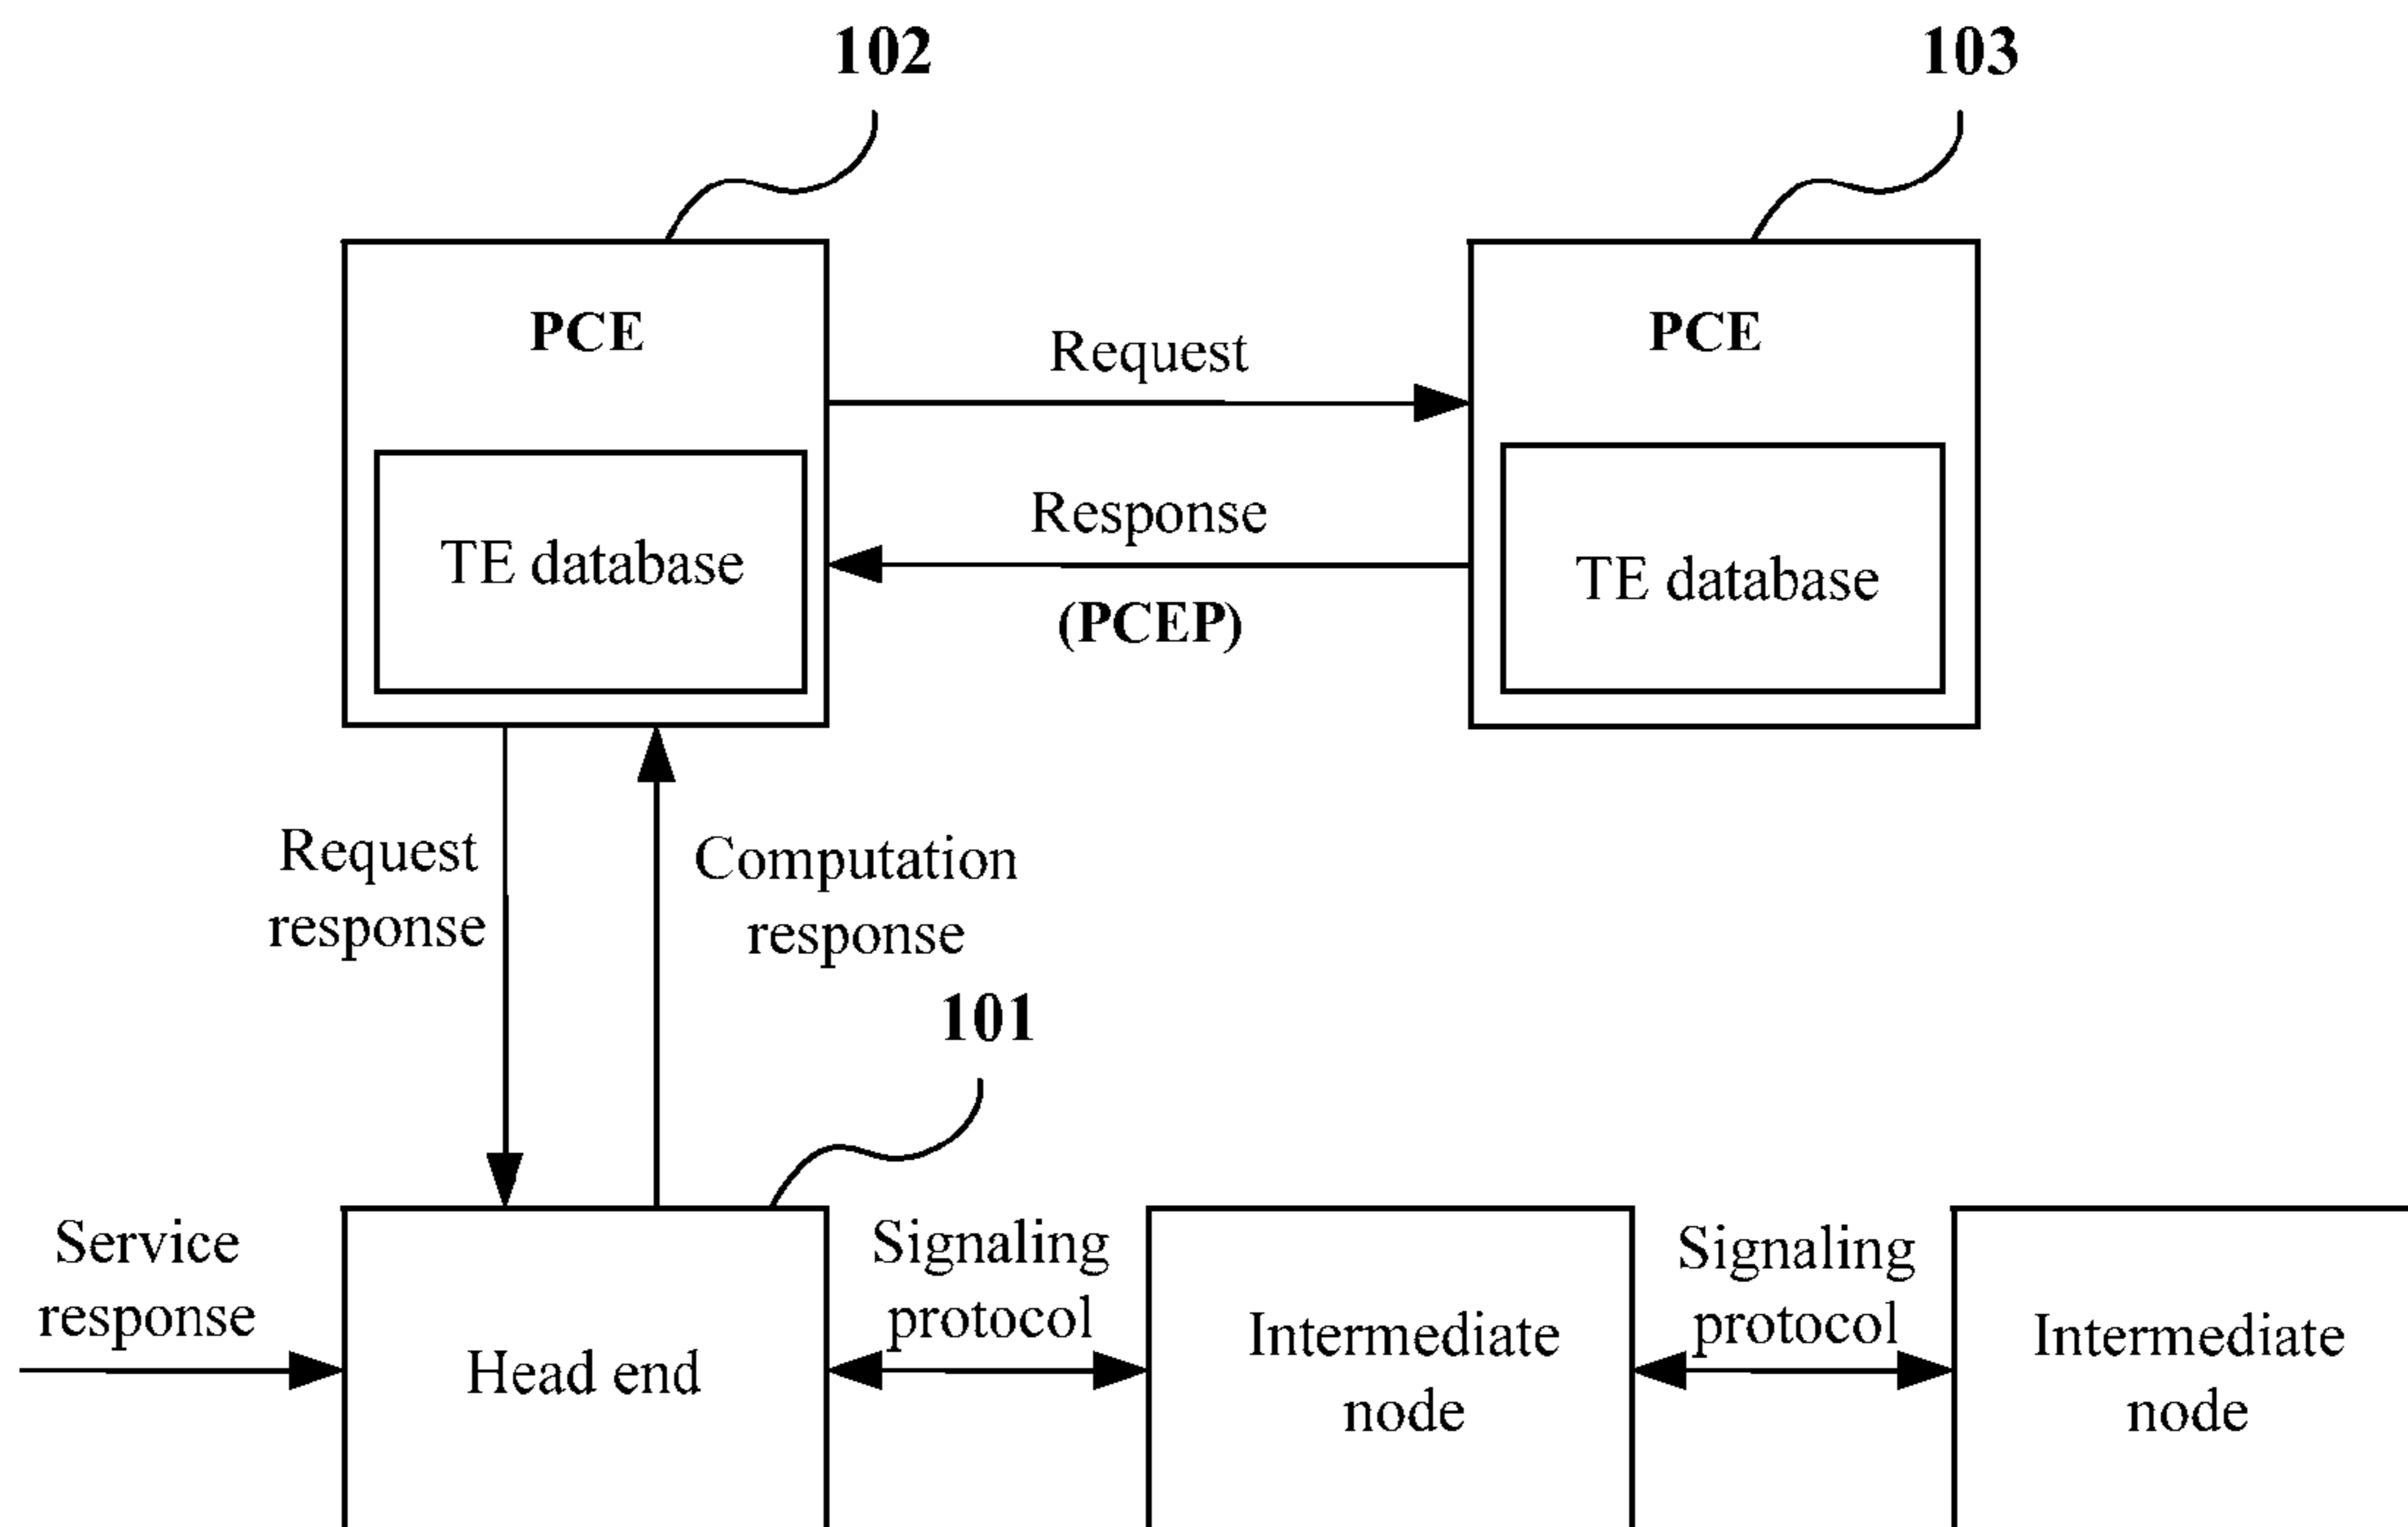 102
103
PCE
PCE
Request
Response
(PCEP)
TE database
TE database
Request
response
Computation
response
101
Service
response
Head end
Signaling
protocol
Intermediate
node
Signaling
protocol
Intermediate
node